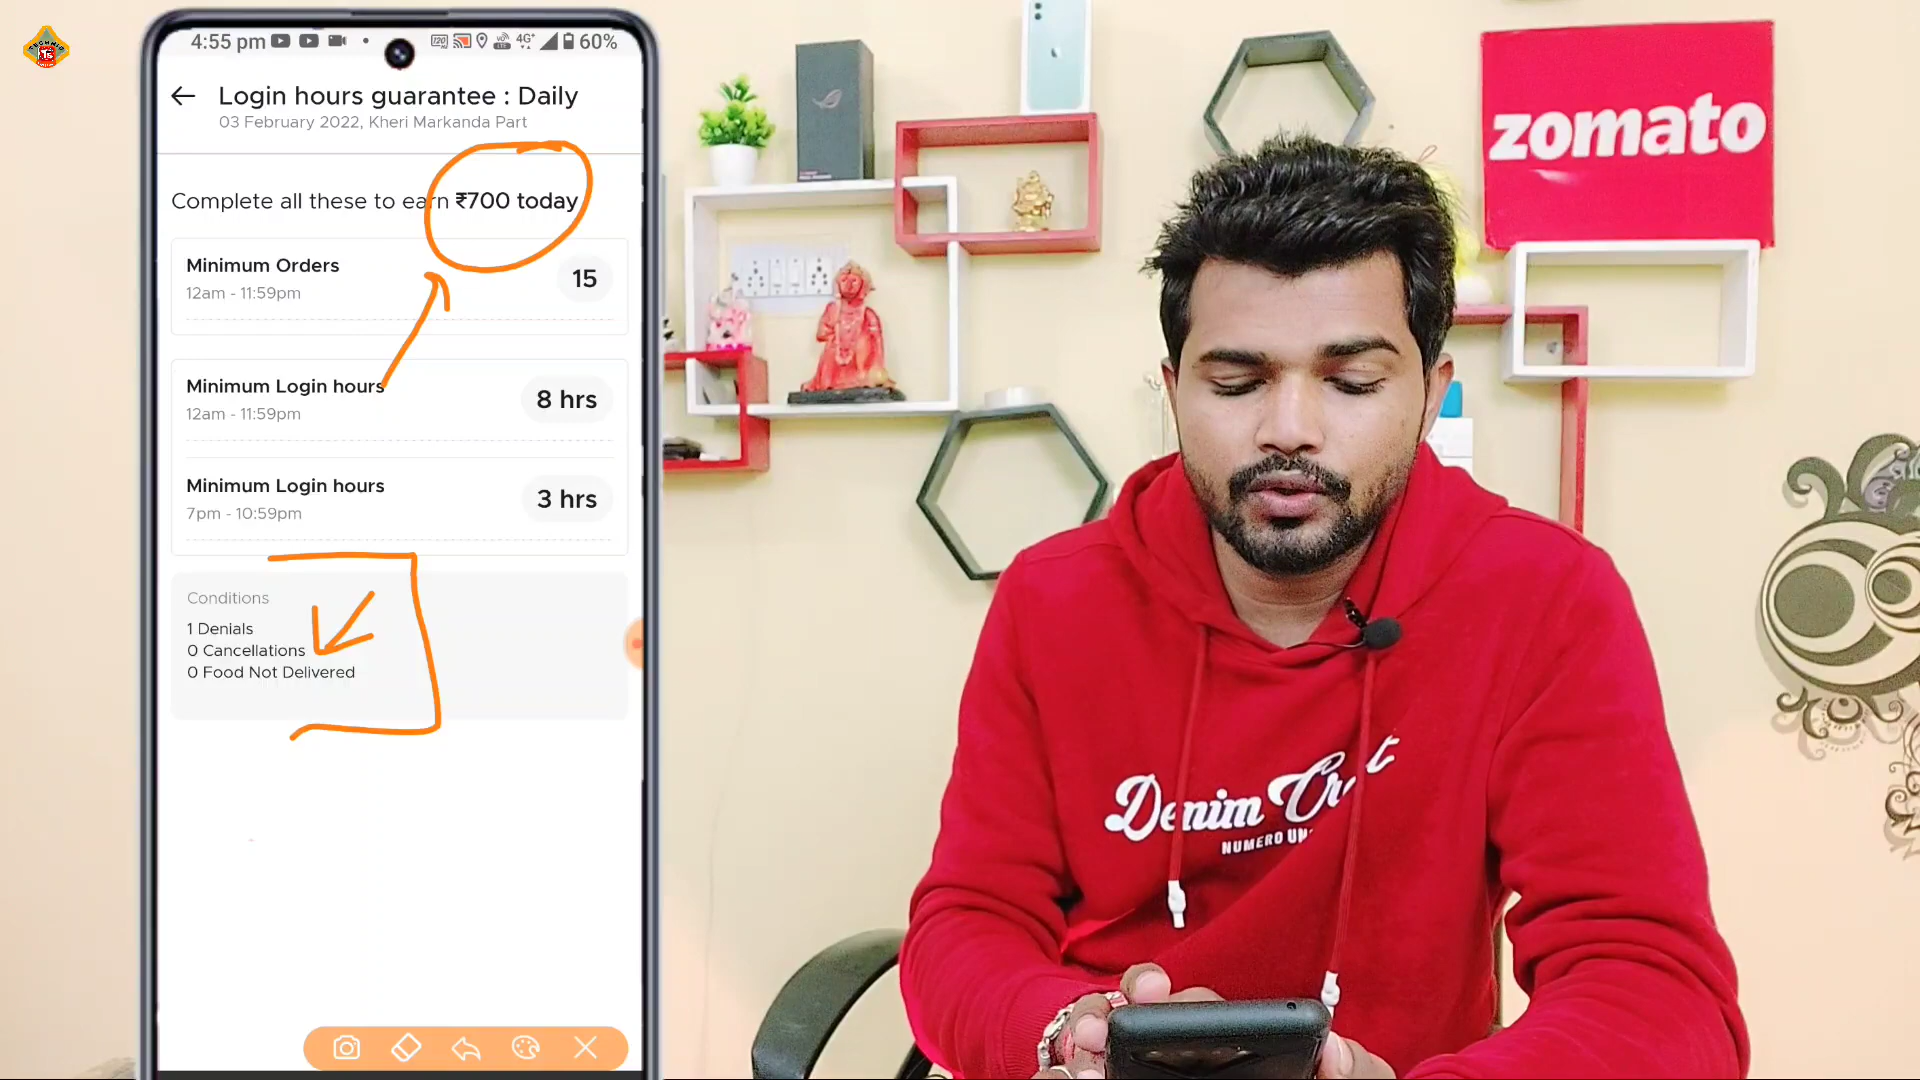 4:55 pm
4G+
60%
Login hours guarantee : Daily
03 February 2022, Kheri Markanda Part
Complete all these to earn ₹700 today
Minimum Orders
12am - 11:59pm
15
Minimum Login hours
12am - 11:59pm
8 hrs
Minimum Login hours
7pm - 10:59pm
3 hrs
Conditions
1 Denials
0 Cancellations
0 Food Not Delivered
zomato
Denim
NUMERO